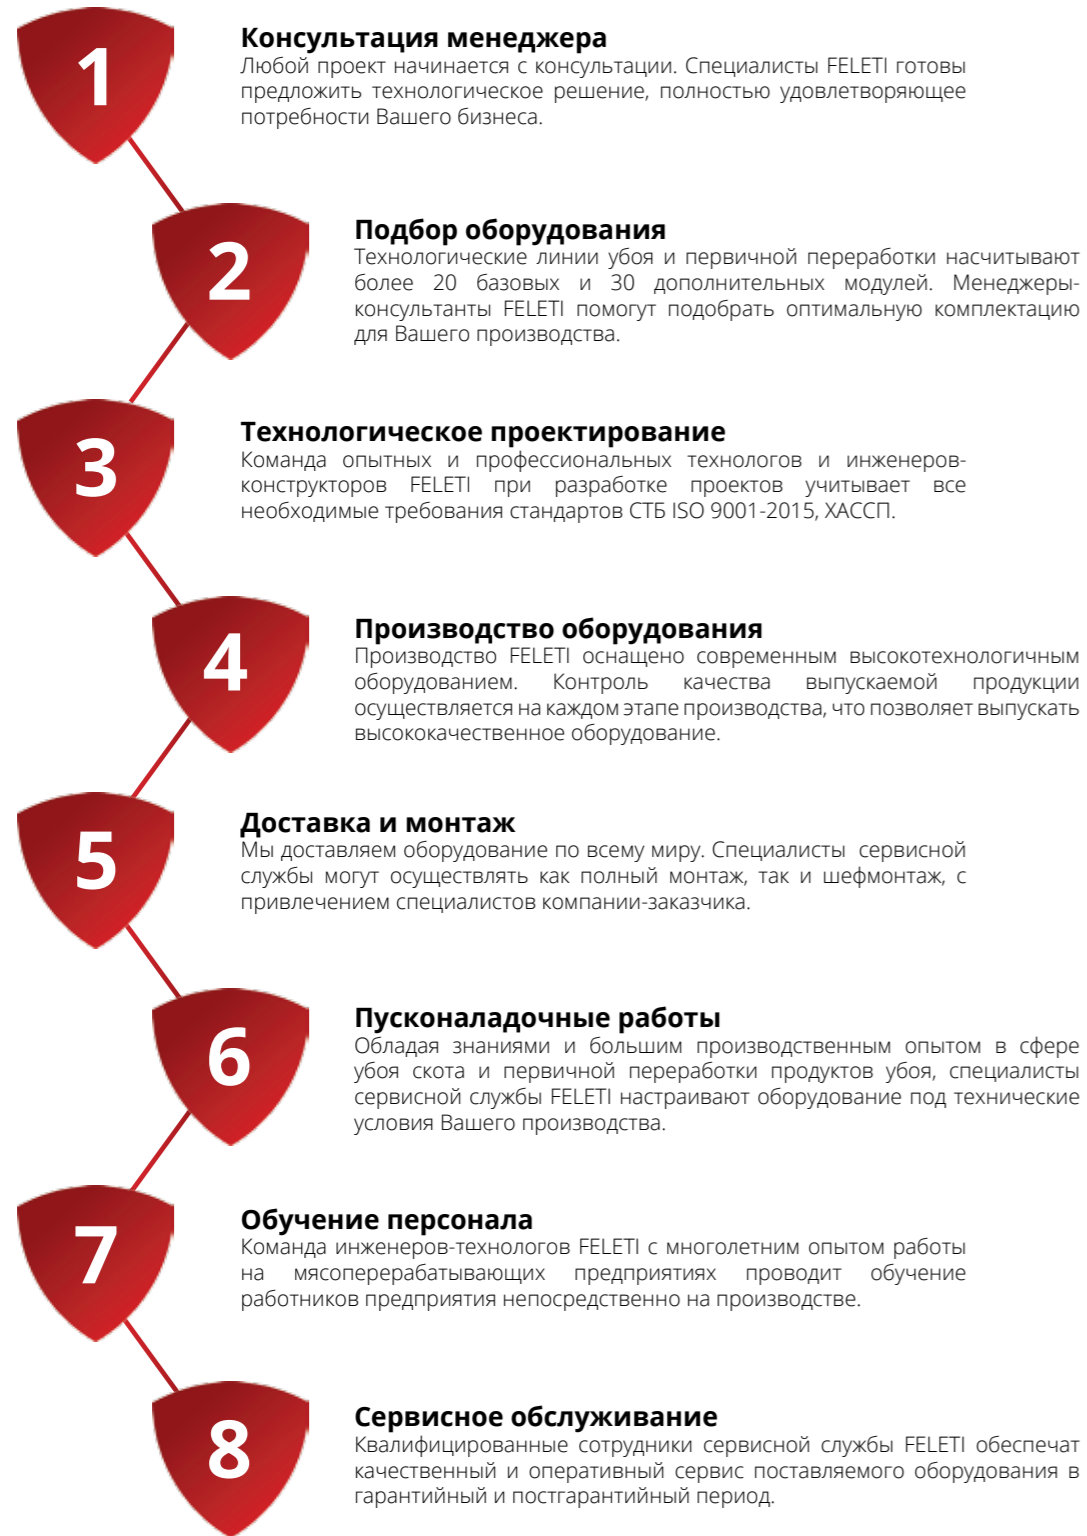 1
Консультация менеджера
Любой проект начинается с консультации. Специалисты FELETI готовы
предложить технологическое решение, полностью удовлетворяющее
потребности Вашего бизнеса.
2
Подбор оборудования
Технологические линии убоя и первичной переработки насчитывают
более 20 базовых и 30 дополнительных модулей. Менеджеры-
консультанты FELETI помогут подобрать оптимальную комплектацию
для Вашего производства.
3
Технологическое проектирование
Команда опытных и профессиональных технологов и инженеров-
конструкторов FELETI при разработке проектов учитывает все
необходимые требования стандартов СТБ ISO 9001-2015, ХАССП.
4
Производство оборудования
Производство FELETI оснащено современным высокотехнологичным
оборудованием. Контроль качества выпускаемой продукции
осуществляется на каждом этапе производства, что позволяет выпускать
высококачественное оборудование.
5
Доставка и монтаж
Мы доставляем оборудование по всему миру. Специалисты сервисной
службы могут осуществлять как полный монтаж, так и шефмонтаж, с
привлечением специалистов компании-заказчика.
6
Пусконаладочные работы
Обладая знаниями и большим производственным опытом в сфере
убоя скота и первичной переработки продуктов убоя, специалисты
сервисной службы FELETI настраивают оборудование под технические
условия Вашего производства.
7
Обучение персонала
Команда инженеров-технологов FELETI с многолетним опытом работы
на мясоперерабатывающих предприятиях проводит обучение
работников предприятия непосредственно на производстве.
8
Сервисное обслуживание
Квалифицированные сотрудники сервисной службы FELETI обеспечат
качественный и оперативный сервис поставляемого оборудования в
гарантийный и постгарантийный период.